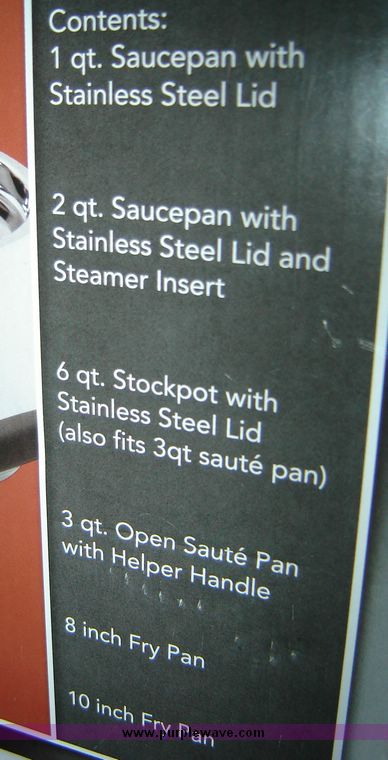 Contents:
1 qt. Saucepan with
Stainless Steel Lid
2 qt. Saucepan with
Stainless Steel Lid and
Steamer Insert
6 qt. Stockpot with
Stainless Steel Lid
(also fits 3qt sauté pan)
3 qt. Open Sauté Pan
with Helper Handle
8 inch Fry Pan
10 inch Fry Pan
www.purplewave.com